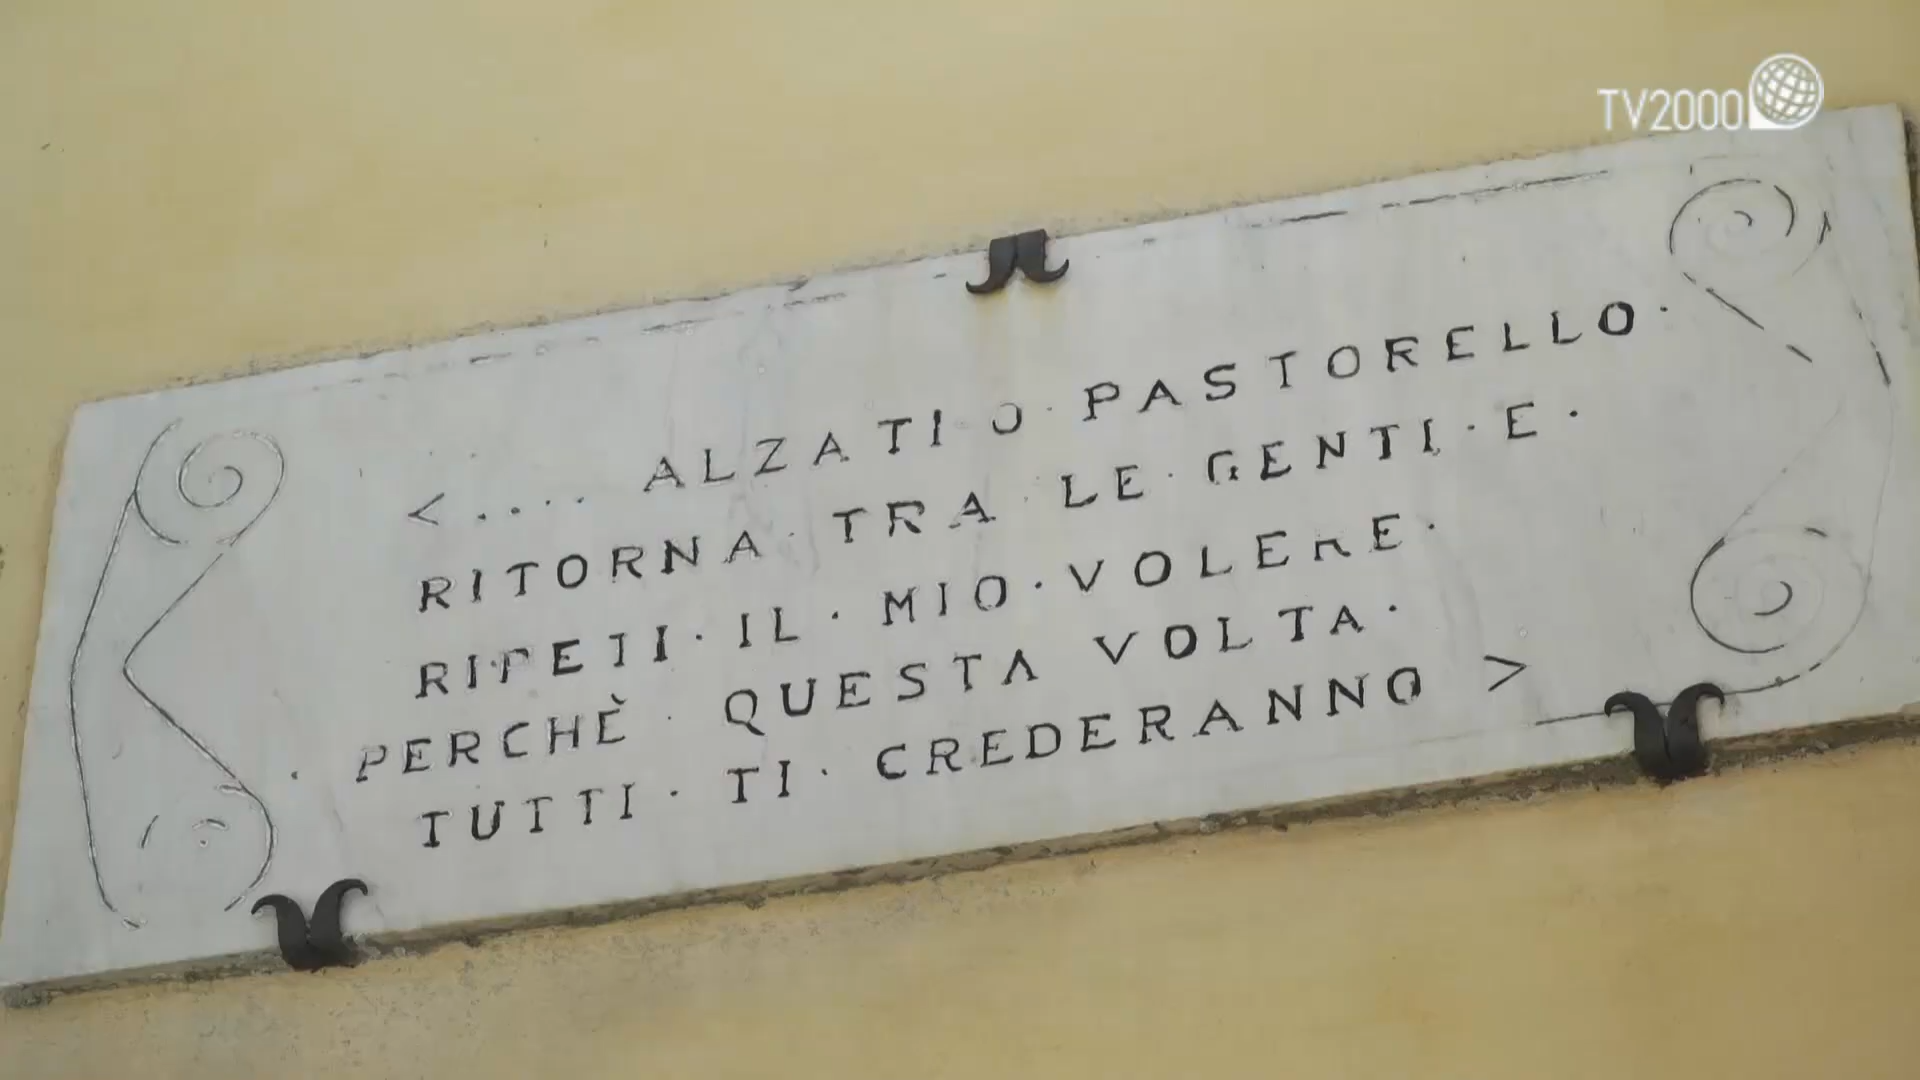 TV2000
<.... ALZATI O · PASTORELLO ·
RITORNA · TRA · LE · GENTI · E ·
RIPETI · IL · MIO · VOLERE ·
· PERCHÈ · QUESTA VOLTA ·
TUTTI · TI · CREDERANNO >